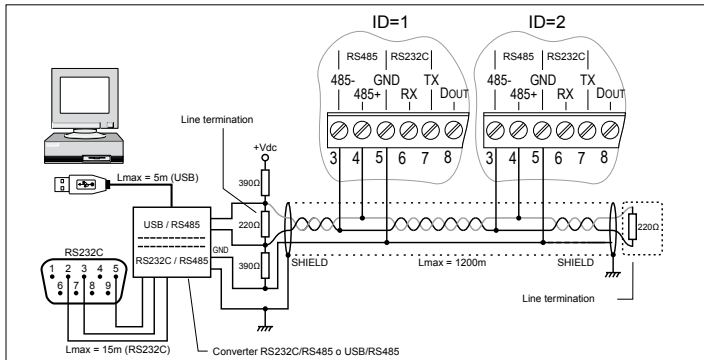 ID=1
ID=2
RS485 RS232C
RS485 RS232C
485- GND TX
485+ RX DOUT
485- GND TX
485+ RX DOUT
3 4 5 6 7 8
3 4 5 6 7 8
Line termination
+Vdc
Lmax = 5m (USB)
390Ω
USB / RS485
220Ω
220Ω
RS232C
GND
RS232C / RS485
390Ω
1 2 3 4 5
6 7 8 9
SHIELD
Lmax = 1200m
SHIELD
Line termination
Lmax = 15m (RS232C)
Converter RS232C/RS485 o USB/RS485